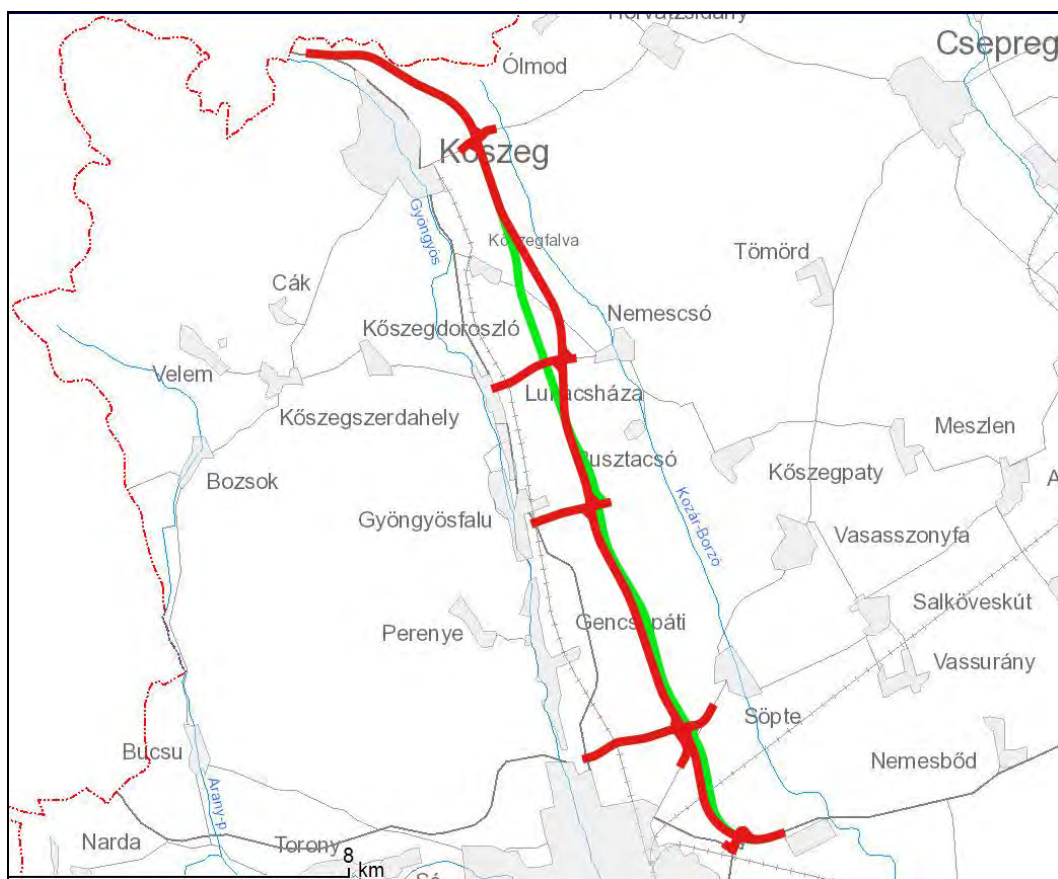 Csepreg
Ólmod
Kőszeg
Gyöngyös
Kőszegfalva
Tömörd
Cák
Nemescsó
Kőszegdoroszló
Velem
Lukácsháza
Kőszegszerdahely
Meszlen
Pusztacsó
Kőszegpaty
Bozsok
A
Gyöngyösfalu
Kozár-Borzó
Vasasszonyfa
Salköveskút
Gencsapáti
Perenye
Vassurány
Söpte
Bucsu
Nemesbőd
Arany-p
Narda
Torony
8
km